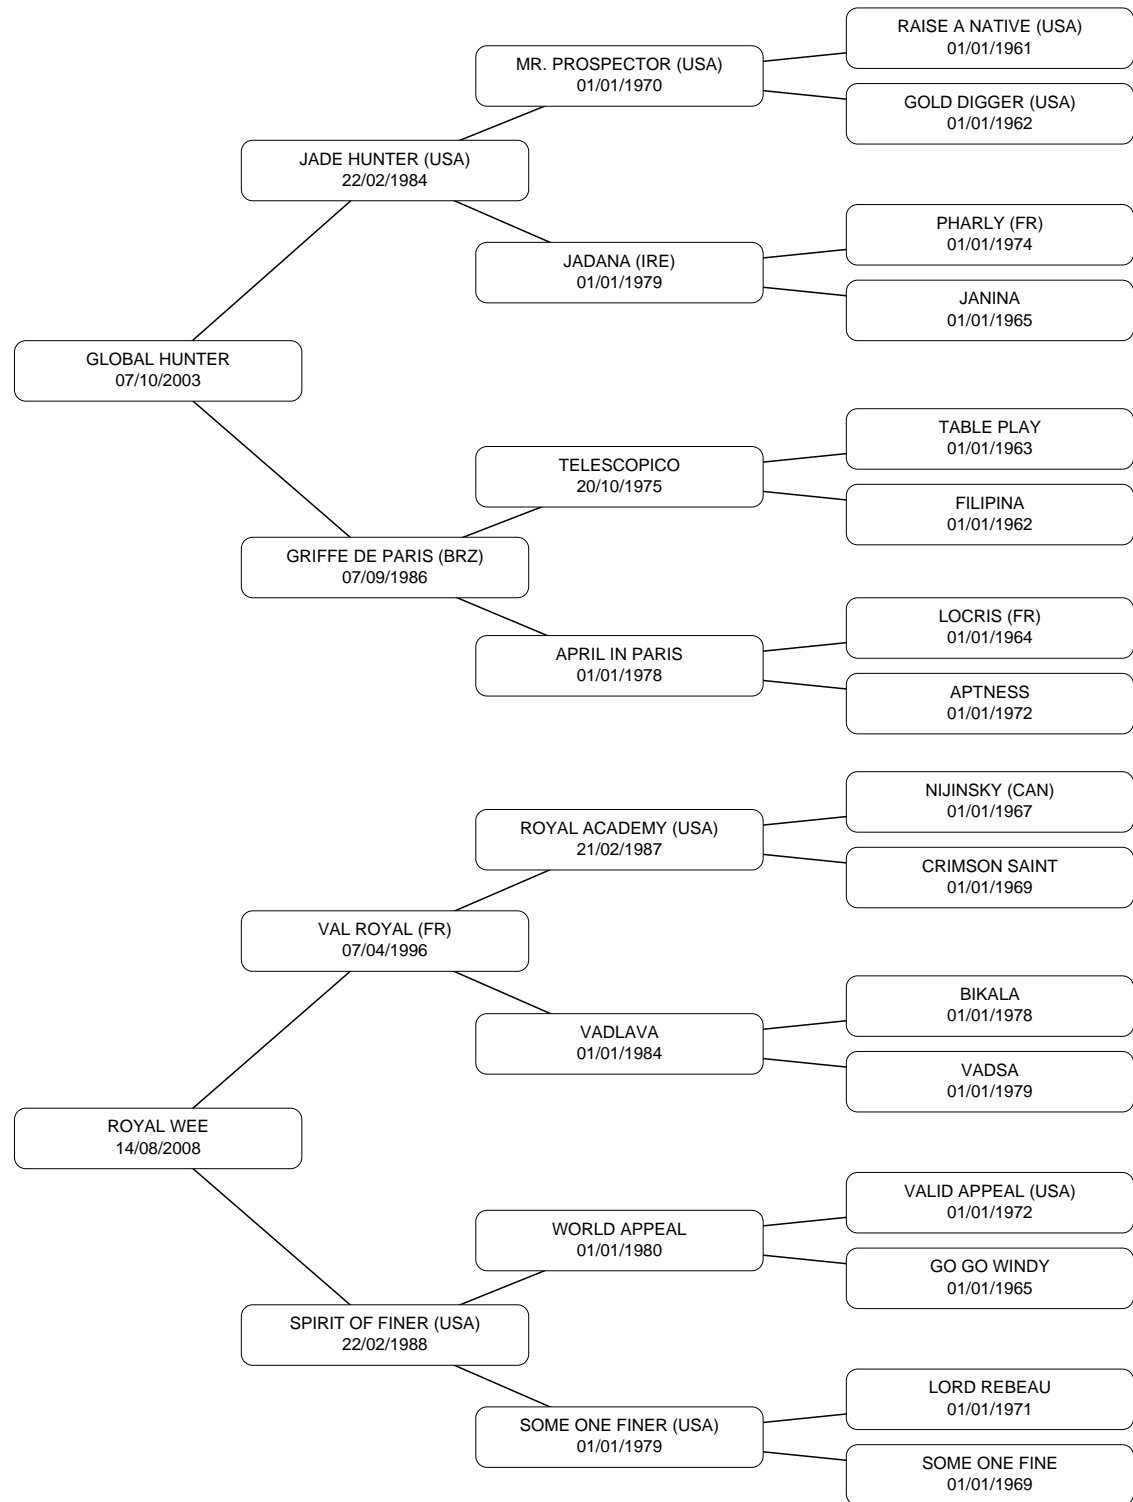 RAISE A NATIVE (USA)
01/01/1961
MR. PROSPECTOR (USA)
01/01/1970
GOLD DIGGER (USA)
01/01/1962
JADE HUNTER (USA)
22/02/1984
PHARLY (FR)
01/01/1974
JADANA (IRE)
01/01/1979
JANINA
01/01/1965
GLOBAL HUNTER
07/10/2003
TABLE PLAY
01/01/1963
TELESCOPICO
20/10/1975
FILIPINA
01/01/1962
GRIFFE DE PARIS (BRZ)
07/09/1986
LOCRIS (FR)
01/01/1964
APRIL IN PARIS
01/01/1978
APTNESS
01/01/1972
NIJINSKY (CAN)
01/01/1967
ROYAL ACADEMY (USA)
21/02/1987
CRIMSON SAINT
01/01/1969
VAL ROYAL (FR)
07/04/1996
BIKALA
01/01/1978
VADLAVA
01/01/1984
VADSA
01/01/1979
ROYAL WEE
14/08/2008
VALID APPEAL (USA)
01/01/1972
WORLD APPEAL
01/01/1980
GO GO WINDY
01/01/1965
SPIRIT OF FINER (USA)
22/02/1988
LORD REBEAU
01/01/1971
SOME ONE FINER (USA)
01/01/1979
SOME ONE FINE
01/01/1969